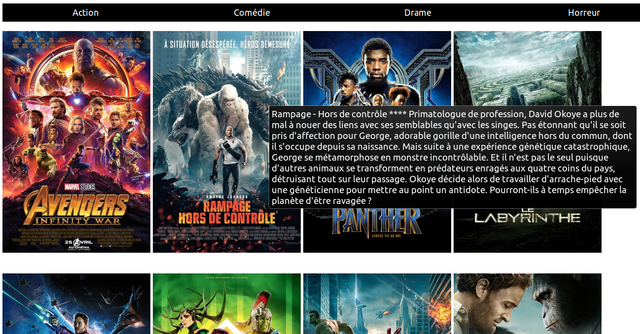 Action Comédie Drame Horreur
À SITUATION DÉSESPÉRÉE, HÉROS DÉMESURÉ
Rampage - Hors de contrôle **** Primatologue de profession, David Okoye a plus de
mal à nouer des liens avec ses semblables qu'avec les singes. Pas étonnant qu'il se soit
pris d'affection pour George, adorable gorille d'une intelligence hors du commun, dont
il s'occupe depuis sa naissance. Mais suite à une expérience génétique catastrophique,
George se métamorphose en monstre incontrôlable. Et il n'est pas le seul puisque
d'autres animaux se transforment en prédateurs enragés aux quatre coins du pays,
détruisant tout sur leur passage. Okoye décide alors de travailler d'arrache-pied avec
une généticienne pour mettre au point un antidote. Pourront-ils à temps empêcher la
planète d'être ravagée ?
MARVEL STUDIOS
AVENGERS
INFINITY WAR
25 AVRIL
DWAYNE JOHNSON
RAMPAGE
HORS DE CONTRÔLE
PANTHER
LE
LABYRINTHE